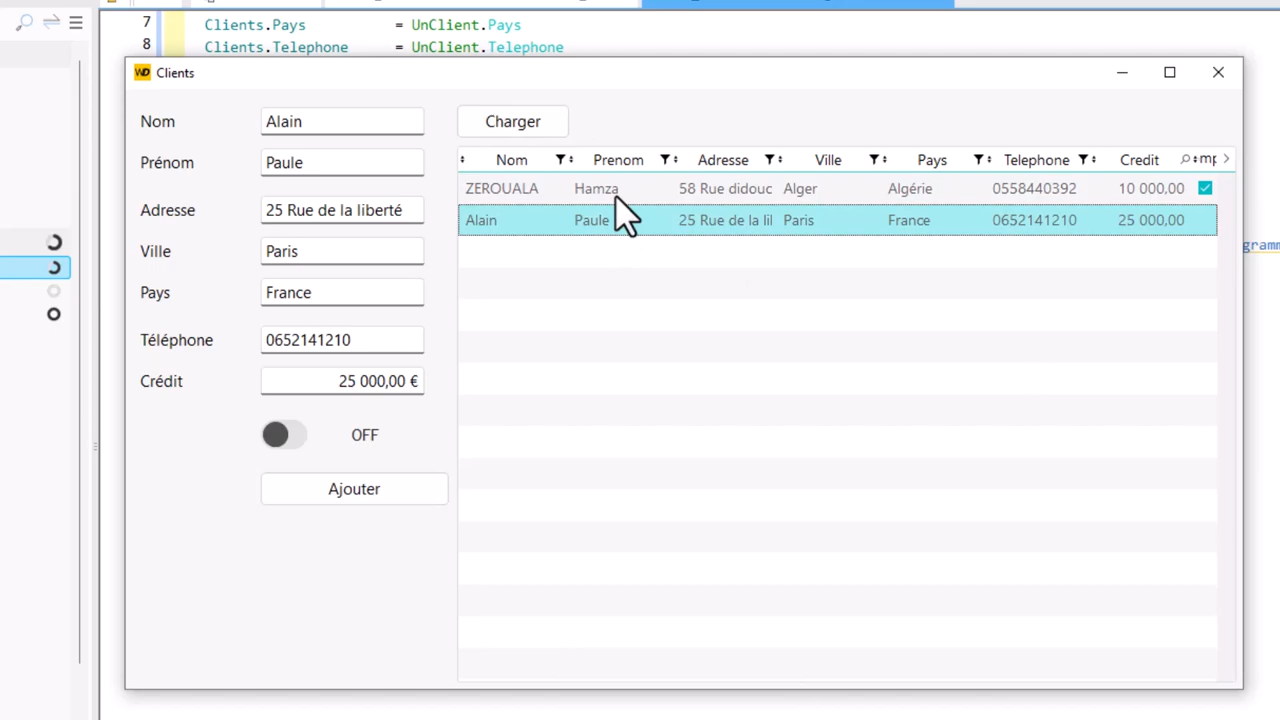 7 Clients.Pays = UnClient.Pays
8 Clients.Telephone = UnClient.Telephone
WD Clients
Nom Alain
Prénom Paule
Adresse 25 Rue de la liberté
Ville Paris
Pays France
Téléphone 0652141210
Crédit 25 000,00 €
OFF
Ajouter
Charger
Nom Prenom Adresse Ville Pays Telephone Credit
ZEROUALA Hamza 58 Rue didouc Alger Algérie 0558440392 10 000,00
Alain Paule 25 Rue de la lil Paris France 0652141210 25 000,00
gramm